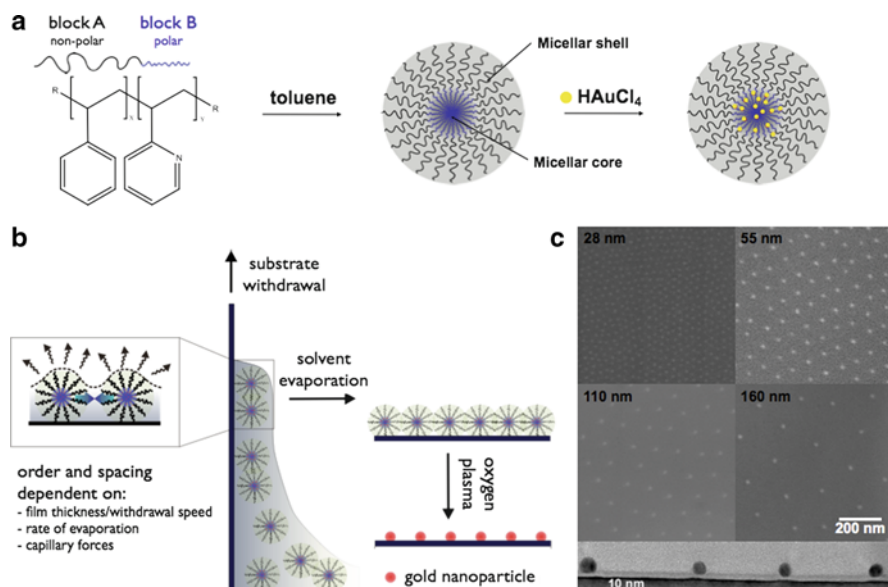 a
block A
block B
non-polar
polar
R
N
R
x
y
toluene
Micellar shell
HAuCl4
Micellar core
b
substrate
withdrawal
solvent
evaporation
order and spacing
dependent on:
- film thickness/withdrawal speed
- rate of evaporation
- capillary forces
oxygen
plasma
gold nanoparticle
c
28 nm
55 nm
110 nm
160 nm
200 nm
10 nm